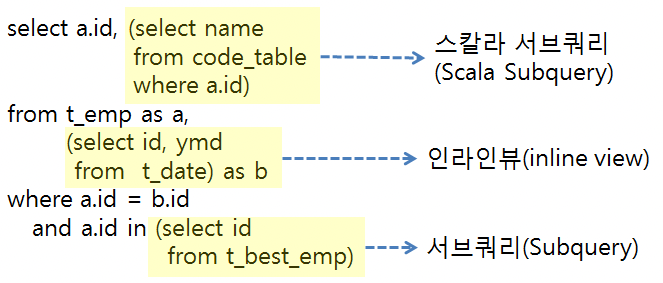 select a.id, (select name
from code_table
where a.id)
스칼라 서브쿼리
(Scala Subquery)
from t_emp as a,
(select id, ymd
from t_date) as b
인라인뷰(inline view)
where a.id = b.id
and a.id in (select id
from t_best_emp)
서브쿼리(Subquery)